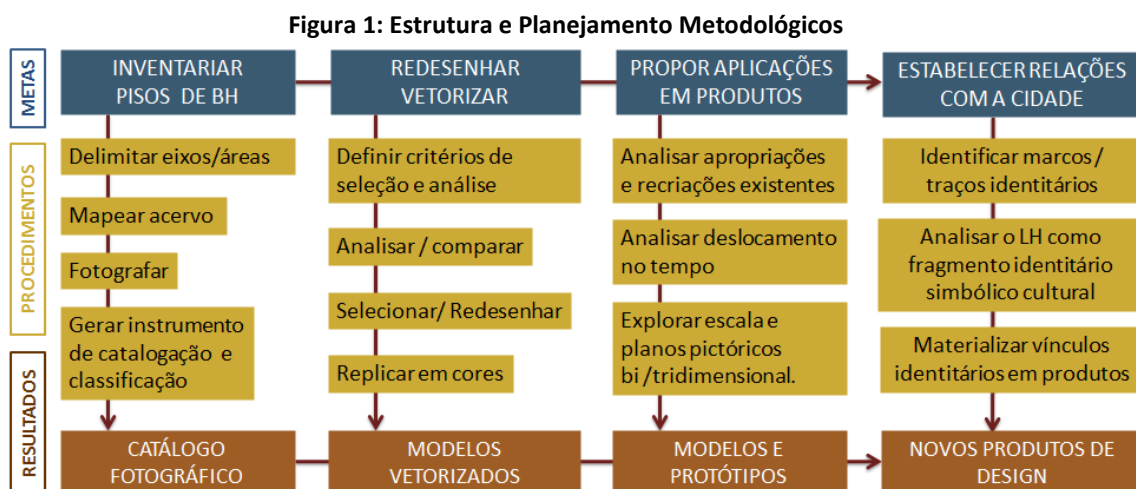 Figura 1: Estrutura e Planejamento Metodológicos
METAS
INVENTARIAR
PISOS DE BH
REDESENHAR
VETORIZAR
PROPOR APLICAÇÕES
EM PRODUTOS
ESTABELECER RELAÇÕES
COM A CIDADE
PROCEDIMENTOS
Delimitar eixos/áreas
Mapear acervo
Fotografar
Gerar instrumento
de catalogação e
classificação
Definir critérios de
seleção e análise
Analisar / comparar
Selecionar/ Redesenhar
Replicar em cores
Analisar apropriações
e recriações existentes
Analisar deslocamento
no tempo
Explorar escala e
planos pictóricos
bi /tridimensional.
Identificar marcos /
traços identitários
Analisar o LH como
fragmento identitário
simbólico cultural
Materializar vínculos
identitários em produtos
RESULTADOS
CATÁLOGO
FOTOGRÁFICO
MODELOS
VETORIZADOS
MODELOS E
PROTÓTIPOS
NOVOS PRODUTOS DE
DESIGN